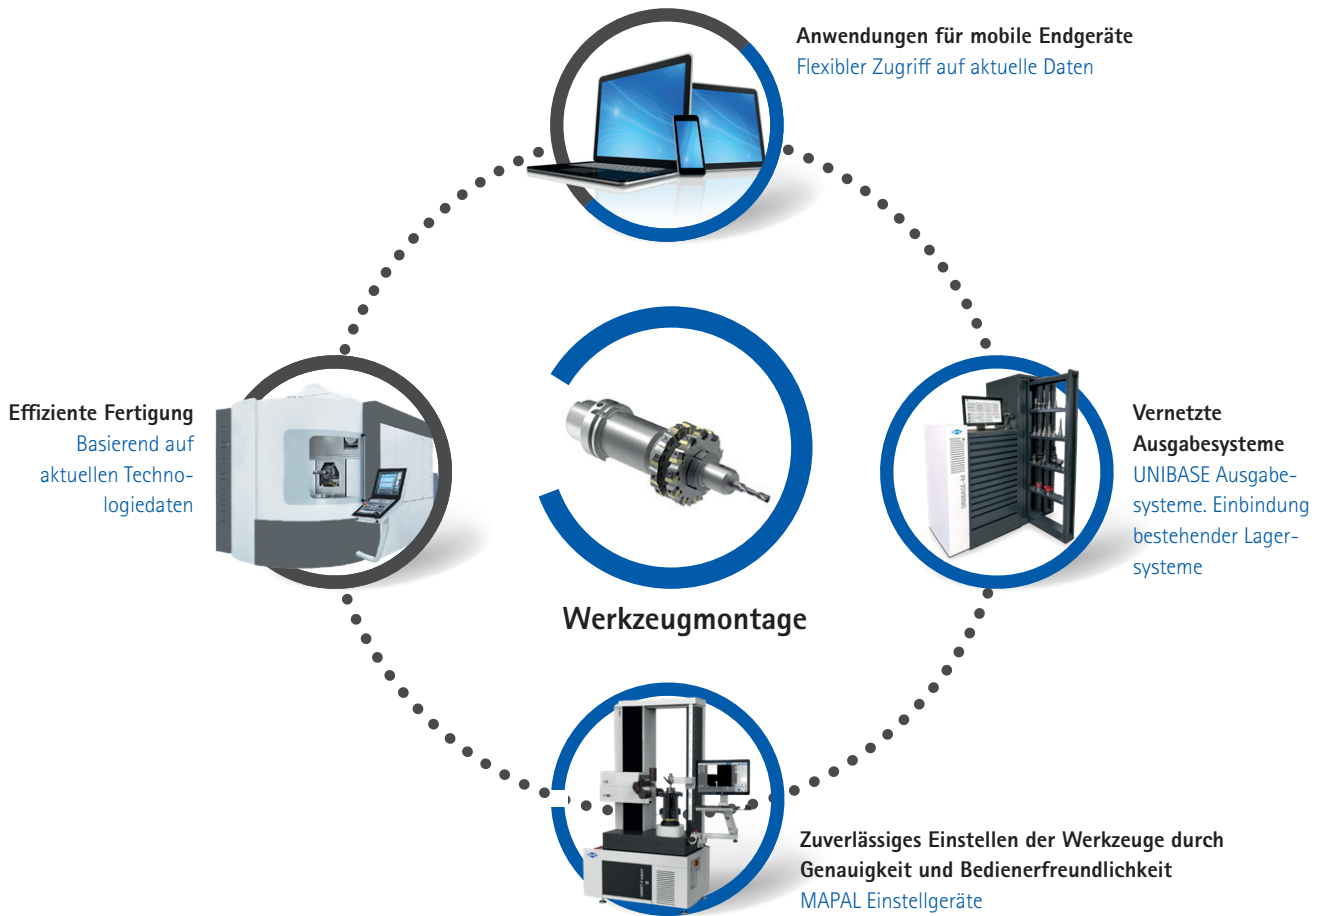 Anwendungen für mobile Endgeräte
Flexibler Zugriff auf aktuelle Daten
Effiziente Fertigung
Basierend auf
aktuellen Techno-
logiedaten
Vernetzte
Ausgabesysteme
UNIBASE Ausgabe-
systeme. Einbindung
bestehender Lager-
systeme
UNIBASE-M
Werkzeugmontage
Zuverlässiges Einstellen der Werkzeuge durch
Genauigkeit und Bedienerfreundlichkeit
MAPAL Einstellgeräte